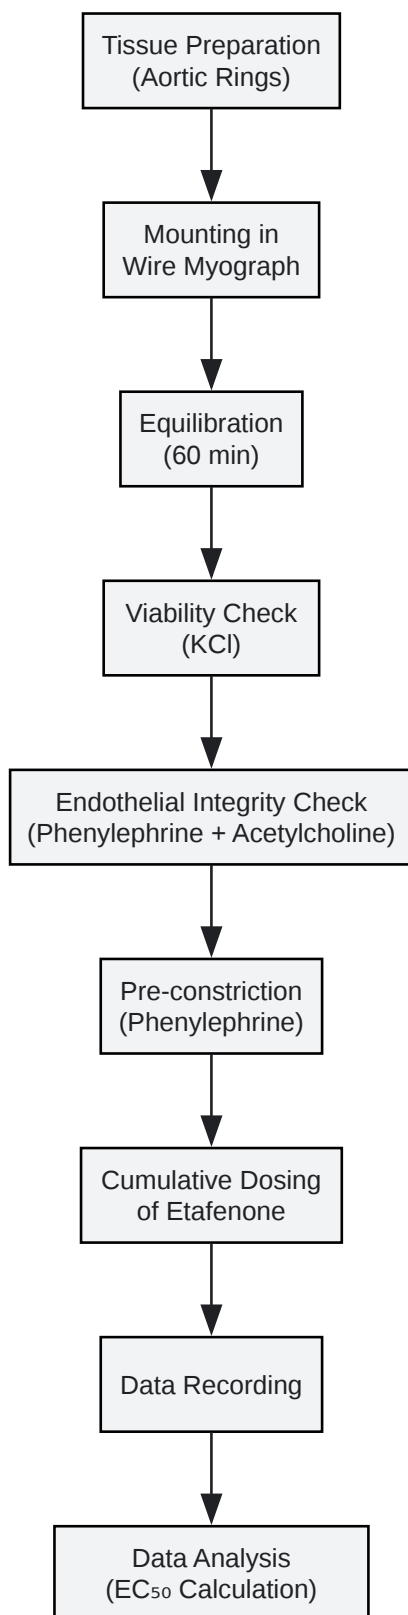 Tissue Preparation
(Aortic Rings)
Mounting in
Wire Myograph
Equilibration
(60 min)
Viability Check
(KCl)
Endothelial Integrity Check
(Phenylephrine + Acetylcholine)
Pre-constriction
(Phenylephrine)
Cumulative Dosing
of Etafenone
Data Recording
Data Analysis
(EC₅₀ Calculation)